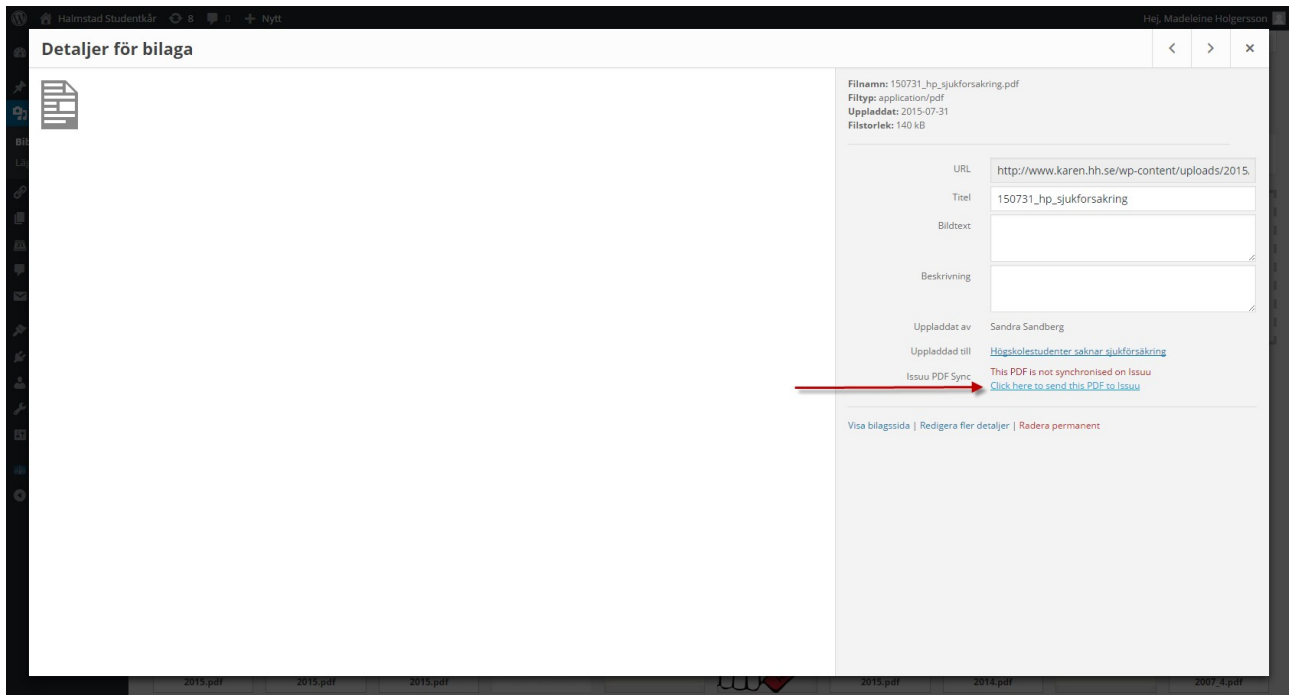 Halmstad Studentkår 8 0 + Nytt Hej, Madeleine Holgersson
Detaljer för bilaga
Filnamn: 150731_hp_sjukforsakring.pdf
Filtyp: application/pdf
Uppladdat: 2015-07-31
Filstorlek: 140 kB
URL http://www.karen.hh.se/wp-content/uploads/2015.
Titel 150731_hp_sjukforsakring
Bildtext
Beskrivning
Uppladdat av Sandra Sandberg
Uppladdad till Högskolestudenter saknar sjukförsäkring
Issuu PDF Sync This PDF is not synchronised on Issuu
Click here to send this PDF to Issuu
Visa bilagssida | Redigera fler detaljer | Radera permanent
2015.pdf 2015.pdf 2015.pdf 2015.pdf 2014.pdf 2007_4.pdf